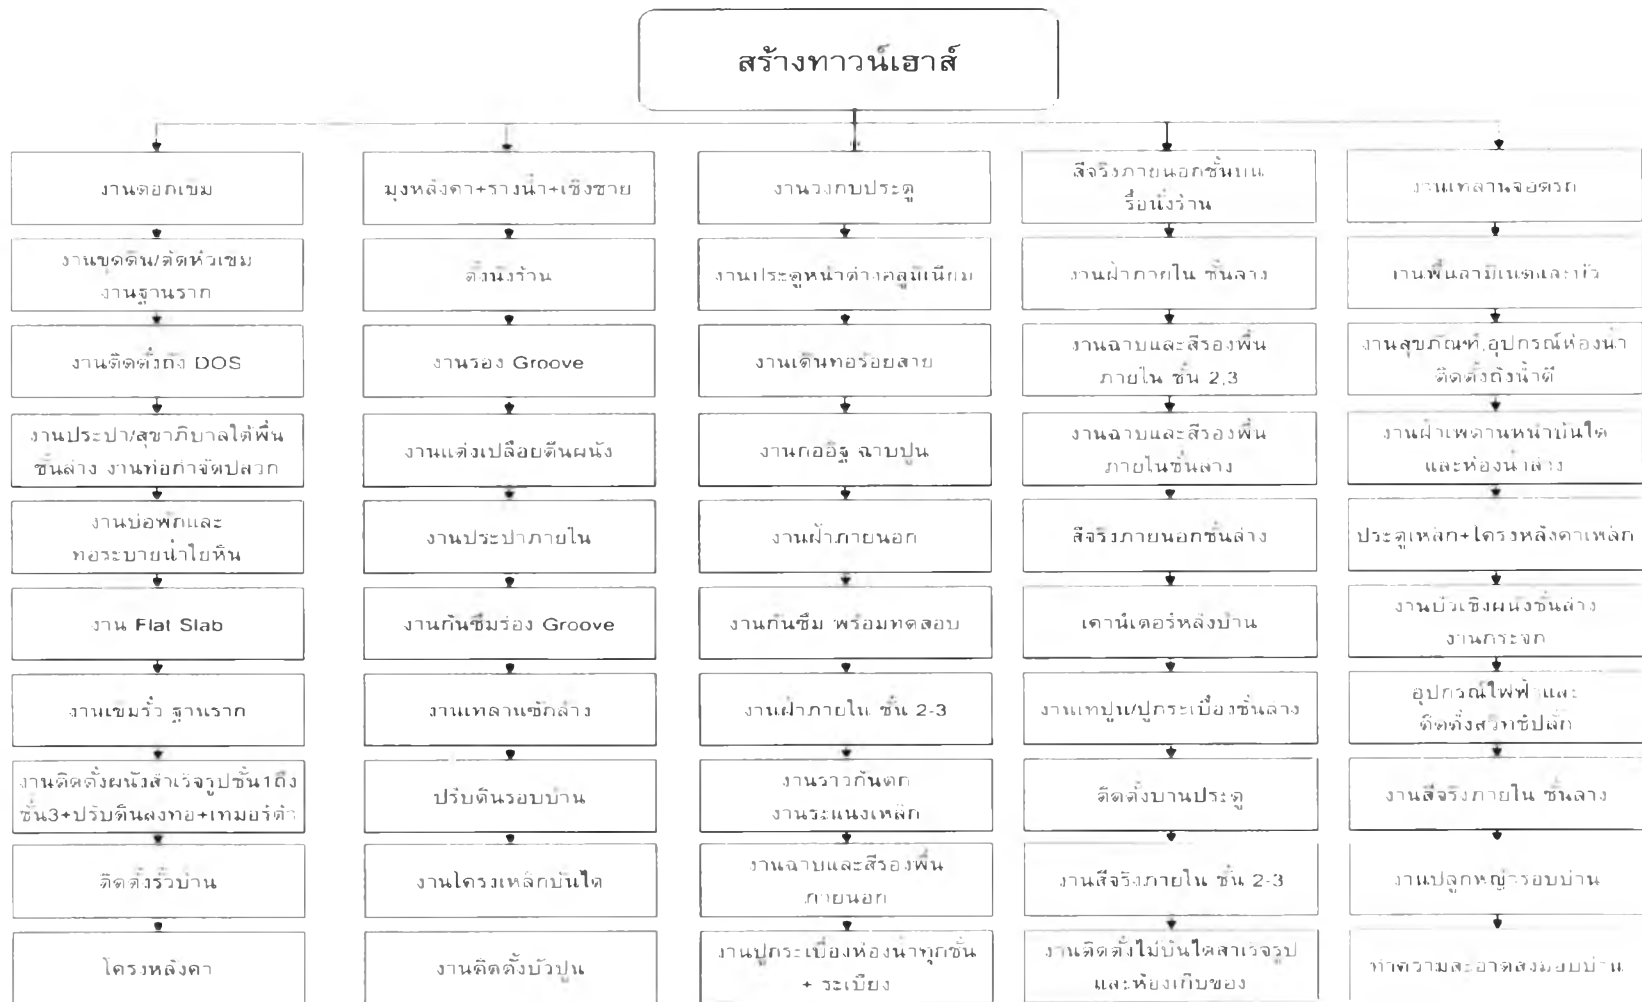 สร้างทาวน์เฮาส์
งานตอกเข็ม
งานขุดดิน/ตัดหัวเข็ม
งานฐานราก
งานติดตั้งถัง DOS
งานประปา/สุขาภิบาลใต้พื้น
ชั้นล่าง งานท่อกำจัดปลวก
งานบ่อพักและ
ท่อระบายน้ำใยหิน
งาน Flat Slab
งานเข็มรั้ว ฐานราก
งานติดตั้งผนังสำเร็จรูปชั้น1ถึง
ชั้น3+ปรับดินลงท่อ+เทมอร์ต้า
ติดตั้งรั้วบ้าน
โครงหลังคา
มุงหลังคา+รางน้ำ+เชิงชาย
ตั้งนั่งร้าน
งานร่อง Groove
งานแต่งเปลือยตีนผนัง
งานประปาภายใน
งานกันซึมร่อง Groove
งานเทลานซักล้าง
ปรับดินรอบบ้าน
งานโครงเหล็กบันได
งานติดตั้งบัวปูน
งานวงกบประตู
งานประตูหน้าต่างอลูมิเนียม
งานเดินท่อร้อยสาย
งานก่ออิฐ ฉาบปูน
งานฝ้าภายนอก
งานกันซึม พร้อมทดสอบ
งานฝ้าภายใน ชั้น 2-3
งานราวกันตก
งานระแนงเหล็ก
งานฉาบและสีรองพื้น
ภายนอก
งานปูกระเบื้องห้องน้ำทุกชั้น
+ ระเบียง
สีจริงภายนอกชั้นบน
รื้อนั่งร้าน
งานฝ้าภายใน ชั้นล่าง
งานฉาบและสีรองพื้น
ภายใน ชั้น 2,3
งานฉาบและสีรองพื้น
ภายในชั้นล่าง
สีจริงภายนอกชั้นล่าง
เคาน์เตอร์หลังบ้าน
งานเทปูน/ปูกระเบื้องชั้นล่าง
ติดตั้งบานประตู
งานสีจริงภายใน ชั้น 2-3
งานติดตั้งไม้บันไดสำเร็จรูป
และห้องเก็บของ
งานเทลานจอดรถ
งานพื้นลามิเนตและบัว
งานสุขภัณฑ์,อุปกรณ์ห้องน้ำ
ติดตั้งถังน้ำดี
งานฝ้าเพดานหน้าบันได
และห้องน้ำล่าง
ประตูเหล็ก+โครงหลังคาเหล็ก
งานบัวเชิงผนังชั้นล่าง
งานกระจก
อุปกรณ์ไฟฟ้าและ
ติดตั้งสวิทช์ปลั๊ก
งานสีจริงภายใน ชั้นล่าง
งานปลูกหญ้ารอบบ้าน
ทำความสะอาดส่งมอบบ้าน